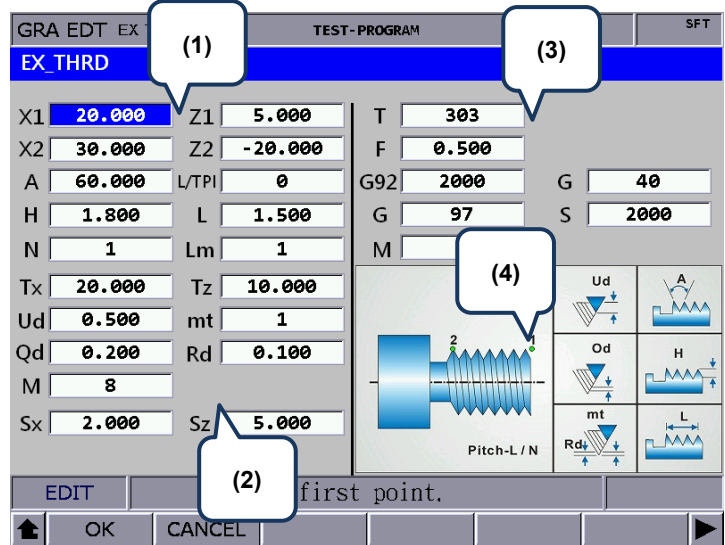 GRA EDT EX TEST-PROGRAM SFT
EX_THRD
(1)
(3)
X1 20.000 Z1 5.000 T 303
X2 30.000 Z2 -20.000 F 0.500
A 60.000 L/TPI 0 G92 2000 G 40
H 1.800 L 1.500 G 97 S 2000
N 1 Lm 1 M
Tx 20.000 Tz 10.000
Ud 0.500 mt 1
Qd 0.200 Rd 0.100
M 8
Sx 2.000 Sz 5.000
(4)
2 1
Pitch-L / N
Ud A
Od H
mt L
Rd
(2)
EDIT first point.
OK CANCEL